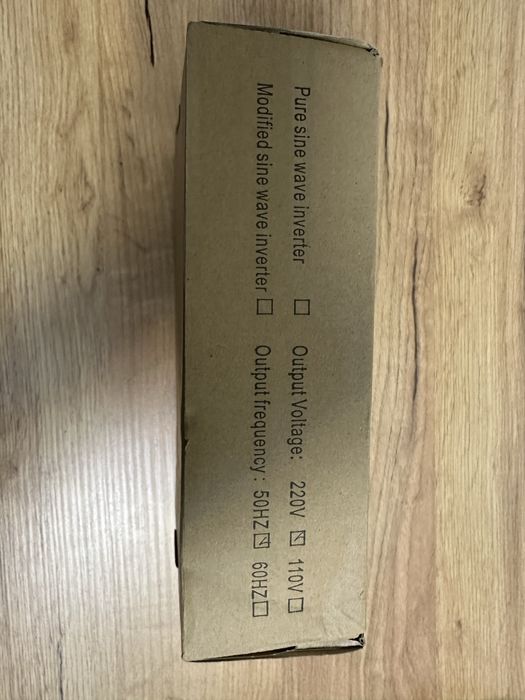 Pure sine wave inverter ☐ Output Voltage: 220V ☑ 110V ☐
Modified sine wave inverter ☐ Output frequency: 50HZ ☑ 60HZ ☐